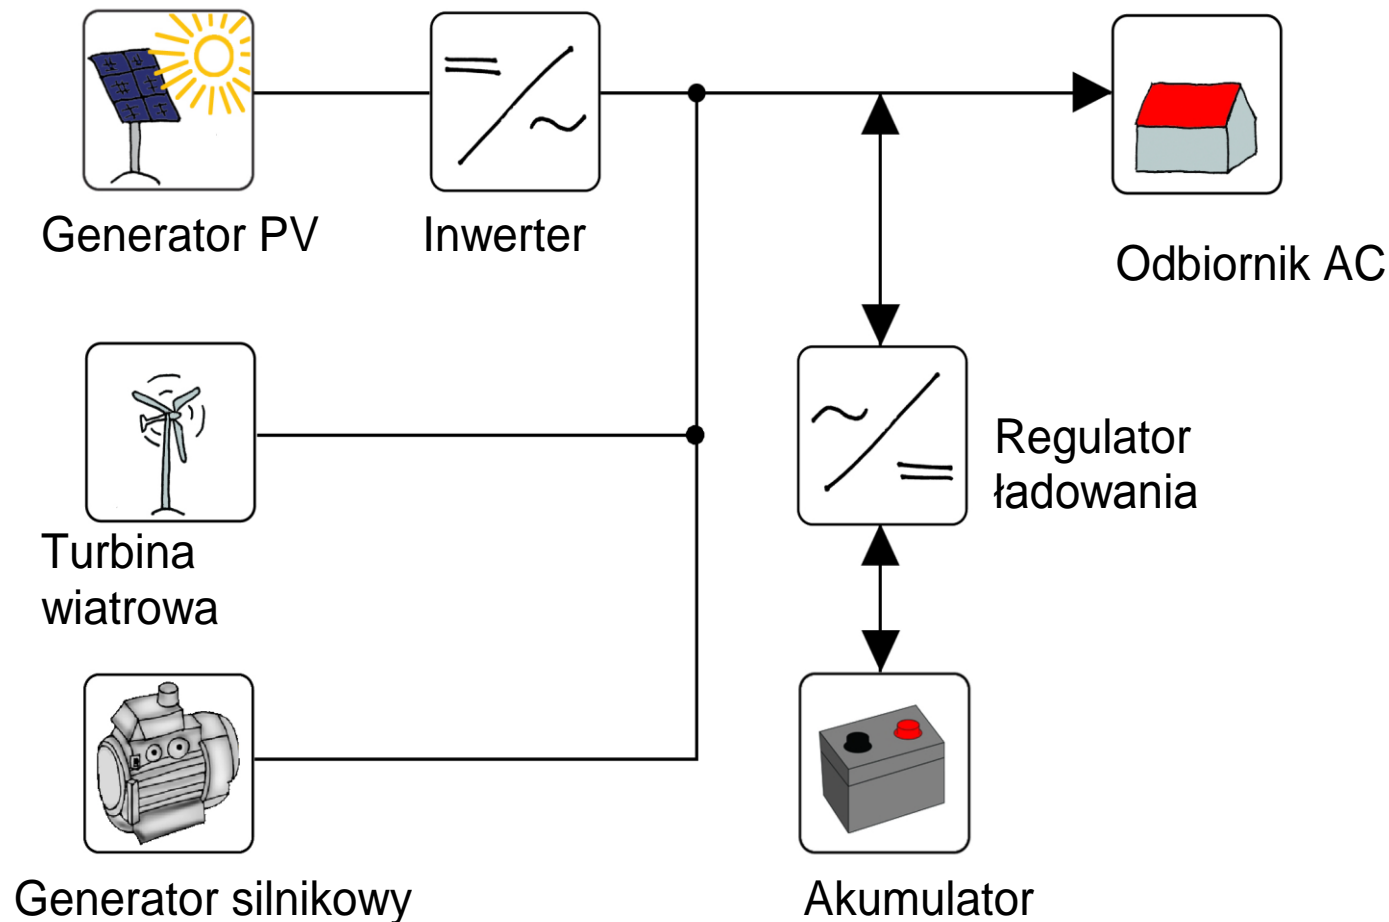 Generator PV
Inwerter
Odbiornik AC
Regulator
ładowania
Turbina
wiatrowa
Generator silnikowy
Akumulator